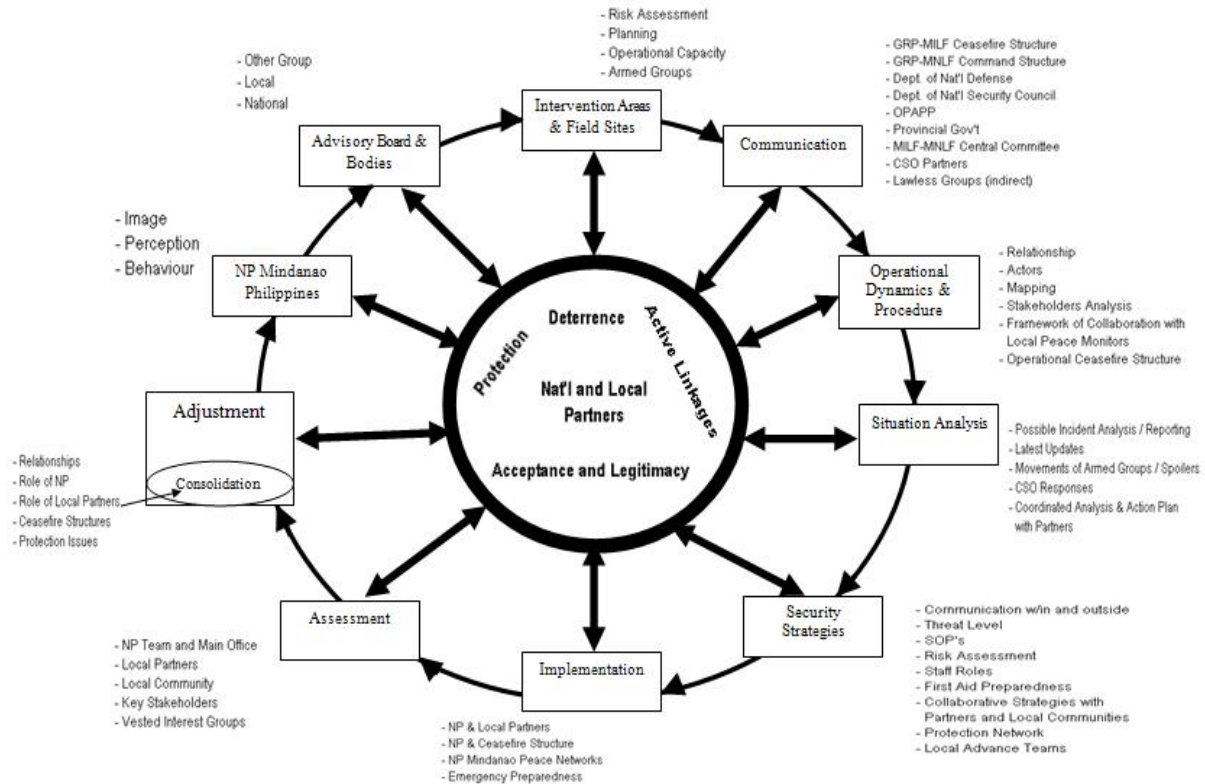 - Risk Assessment
- Planning
- Operational Capacity
- Armed Groups
- Other Group
- Local
- National
- GRP-MILF Ceasefire Structure
- GRP-MNLF Command Structure
- Dept. of Nat'l Defense
- Dept. of Nat'l Security Council
- OPAPP
- Provincial Gov't
- MILF-MNLF Central Committee
- CSO Partners
- Lawless Groups (indirect)
Intervention Areas
& Field Sites
Advisory Board &
Bodies
Communication
- Image
- Perception
- Behaviour
NP Mindanao
Philippines
Operational
Dynamics &
Procedure
- Relationship
- Actors
- Mapping
- Stakeholders Analysis
- Framework of Collaboration with
Local Peace Monitors
- Operational Ceasefire Structure
Deterrence
Protection
Active Linkages
Nat'l and Local
Partners
Acceptance and Legitimacy
Adjustment
Consolidation
- Relationships
- Role of NP
- Role of Local Partners
- Ceasefire Structures
- Protection Issues
Situation Analysis
- Possible Incident Analysis / Reporting
- Latest Updates
- Movements of Armed Groups / Spoilers
- CSO Responses
- Coordinated Analysis & Action Plan
with Partners
Assessment
- NP Team and Main Office
- Local Partners
- Local Community
- Key Stakeholders
- Vested Interest Groups
Implementation
- NP & Local Partners
- NP & Ceasefire Structure
- NP Mindanao Peace Networks
- Emergency Preparedness
Security
Strategies
- Communication w/in and outside
- Threat Level
- SOP's
- Risk Assessment
- Staff Roles
- First Aid Preparedness
- Collaborative Strategies with
Partners and Local Communities
- Protection Network
- Local Advance Teams